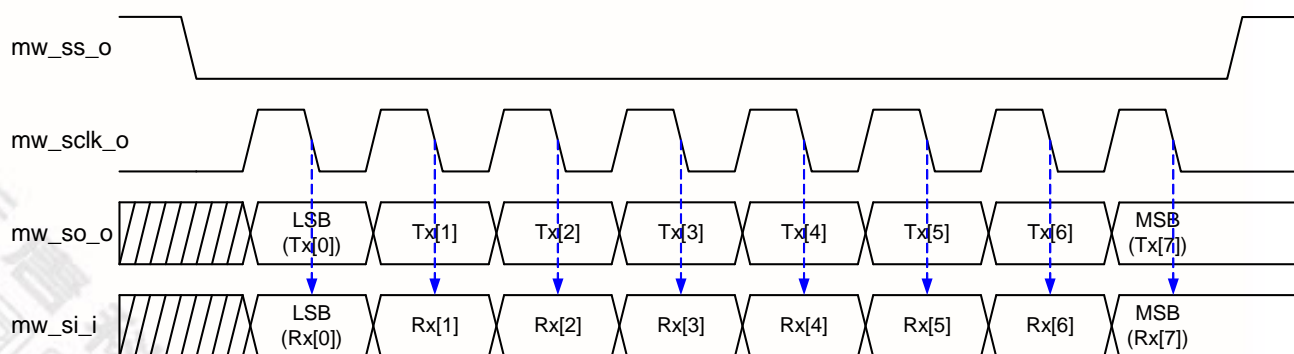 mw_ss_o
mw_sclk_o
mw_so_o
LSB
(Tx[0])
Tx[1]
Tx[2]
Tx[3]
Tx[4]
Tx[5]
Tx[6]
MSB
(Tx[7])
mw_si_i
LSB
(Rx[0])
Rx[1]
Rx[2]
Rx[3]
Rx[4]
Rx[5]
Rx[6]
MSB
(Rx[7])